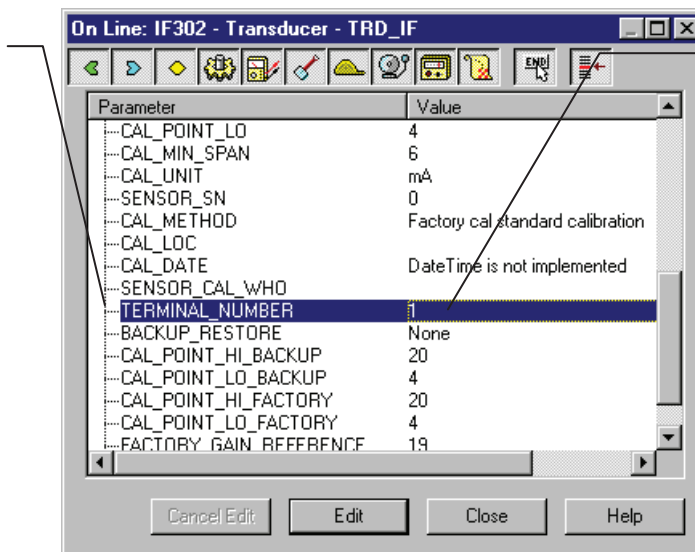 On Line: IF302 - Transducer - TRD_IF
END!
Parameter Value
CAL_POINT_LO 4
CAL_MIN_SPAN 6
CAL_UNIT mA
SENSOR_SN 0
CAL_METHOD Factory cal standard calibration
CAL_LOC
CAL_DATE DateTime is not implemented
SENSOR_CAL_WHO
TERMINAL_NUMBER 1
BACKUP_RESTORE None
CAL_POINT_HI_BACKUP 20
CAL_POINT_LO_BACKUP 4
CAL_POINT_HI_FACTORY 20
CAL_POINT_LO_FACTORY 4
FACTORY_GAIN_REFERENCE 19
Cancel Edit Edit Close Help